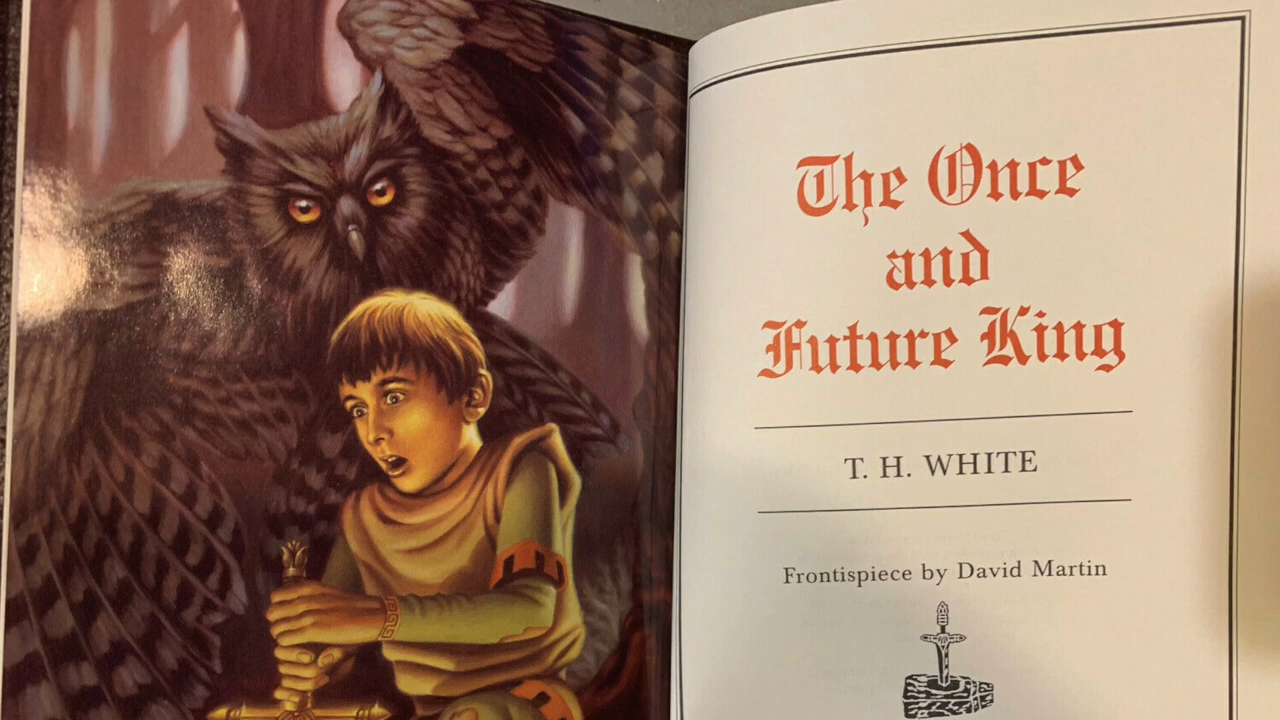 The Once
and
Future King
T. H. WHITE
Frontispiece by David Martin